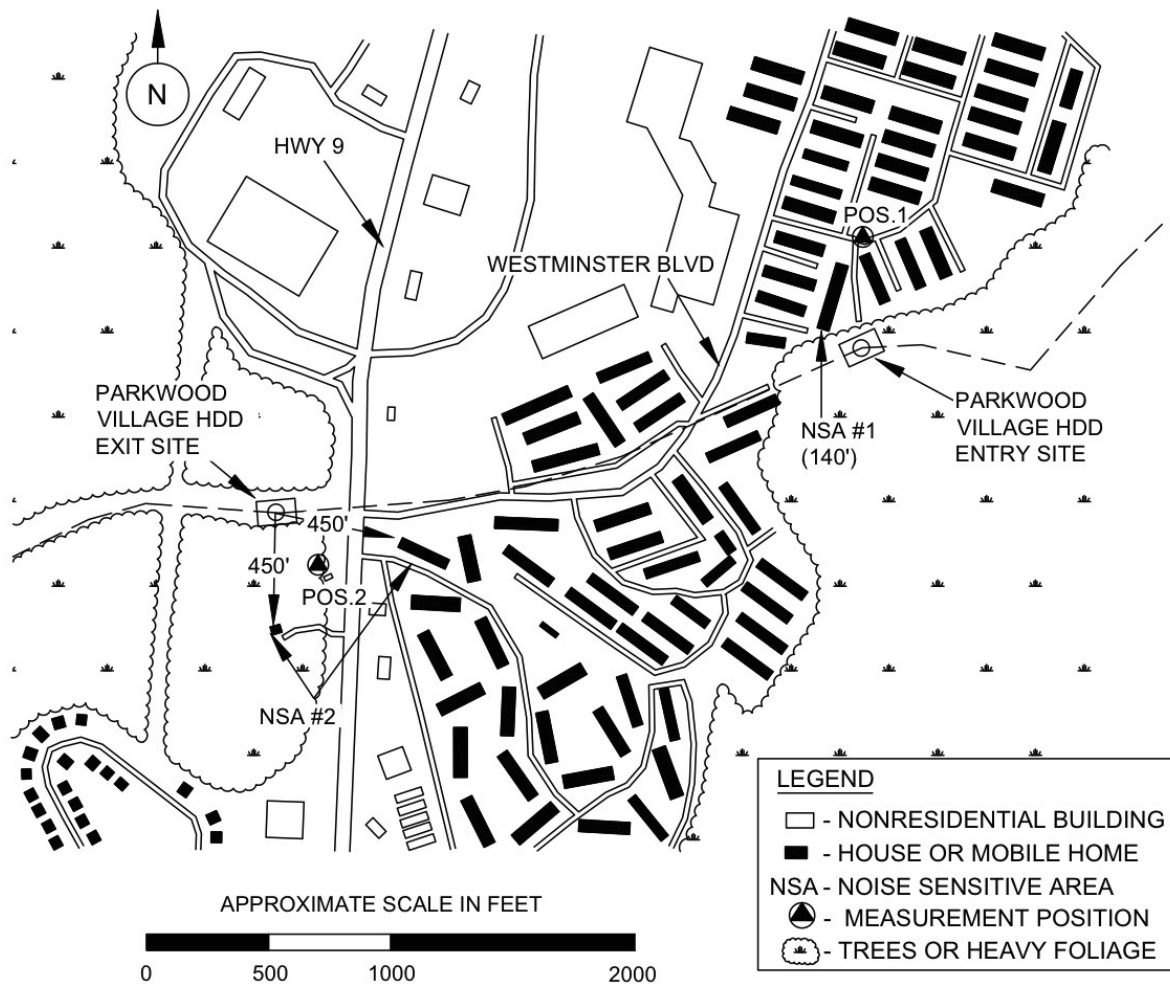 N
HWY 9
POS.1
WESTMINSTER BLVD
PARKWOOD
VILLAGE HDD
EXIT SITE
NSA #1
(140')
PARKWOOD
VILLAGE HDD
ENTRY SITE
450'
450'
POS.2
NSA #2
LEGEND
- NONRESIDENTIAL BUILDING
- HOUSE OR MOBILE HOME
NSA - NOISE SENSITIVE AREA
- MEASUREMENT POSITION
- TREES OR HEAVY FOLIAGE
APPROXIMATE SCALE IN FEET
0 500 1000 2000